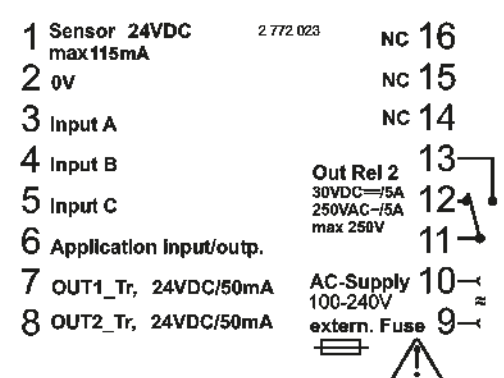 1 Sensor 24VDC
max115mA
2 772 023
2 0V
3 Input A
4 Input B
5 Input C
6 Application input/outp.
7 OUT1_Tr, 24VDC/50mA
8 OUT2_Tr, 24VDC/50mA
NC 16
NC 15
NC 14
13
Out Rel 2
30VDC=/5A
250VAC~/5A
max 250V
12
11
AC-Supply 10
100-240V
≈
extern. Fuse 9
!